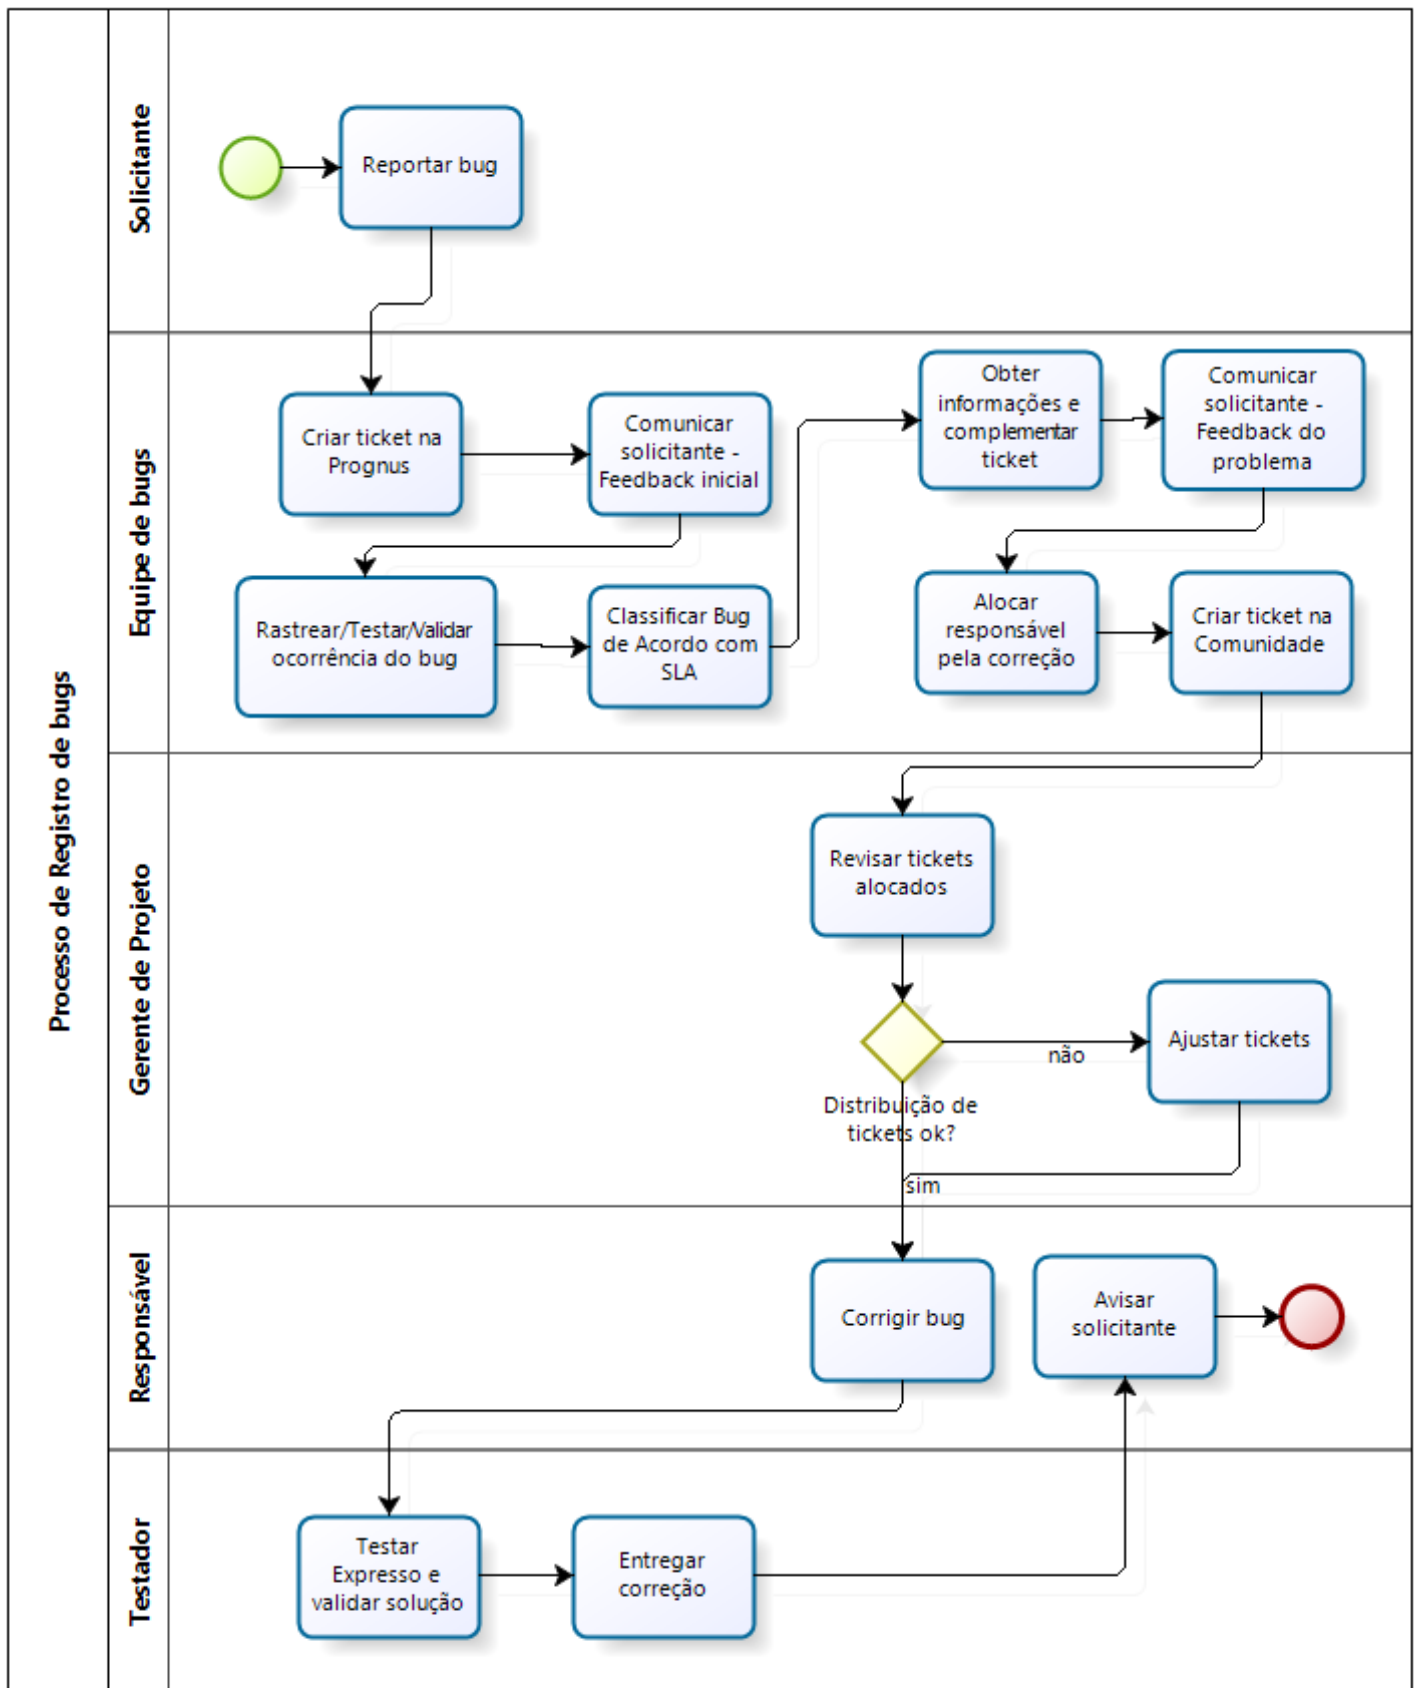 Processo de Registro de bugs
Solicitante
Reportar bug
Equipe de bugs
Criar ticket na
Prognus
Comunicar
solicitante -
Feedback inicial
Obter
informações e
complementar
ticket
Comunicar
solicitante -
Feedback do
problema
Rastrear/Testar/Validar
ocorrência do bug
Classificar Bug
de Acordo com
SLA
Alocar
responsável
pela correção
Criar ticket na
Comunidade
Gerente de Projeto
Revisar tickets
alocados
não
Ajustar tickets
Distribuição de
tickets ok?
sim
Responsável
Corrigir bug
Avisar
solicitante
Testador
Testar
Expresso e
validar solução
Entregar
correção